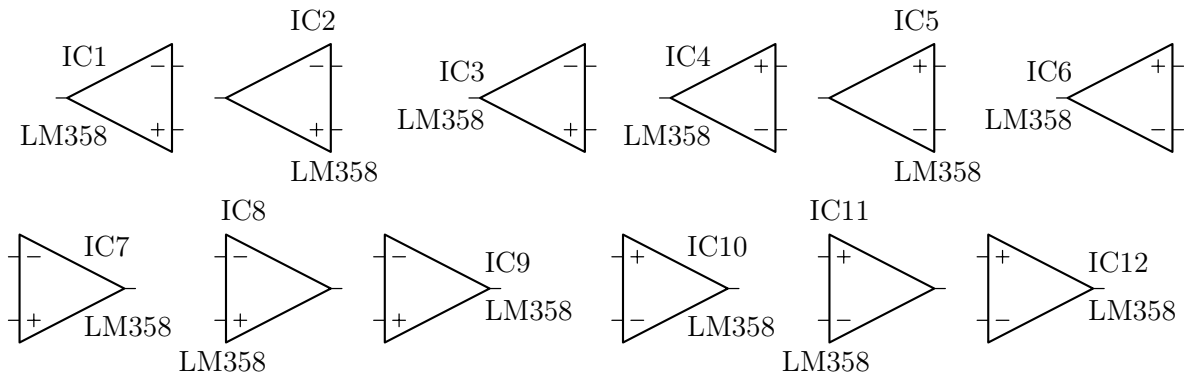 IC1
LM358
IC2
LM358
IC3
LM358
IC4
LM358
IC5
LM358
IC6
LM358
IC7
LM358
IC8
LM358
IC9
LM358
IC10
LM358
IC11
LM358
IC12
LM358